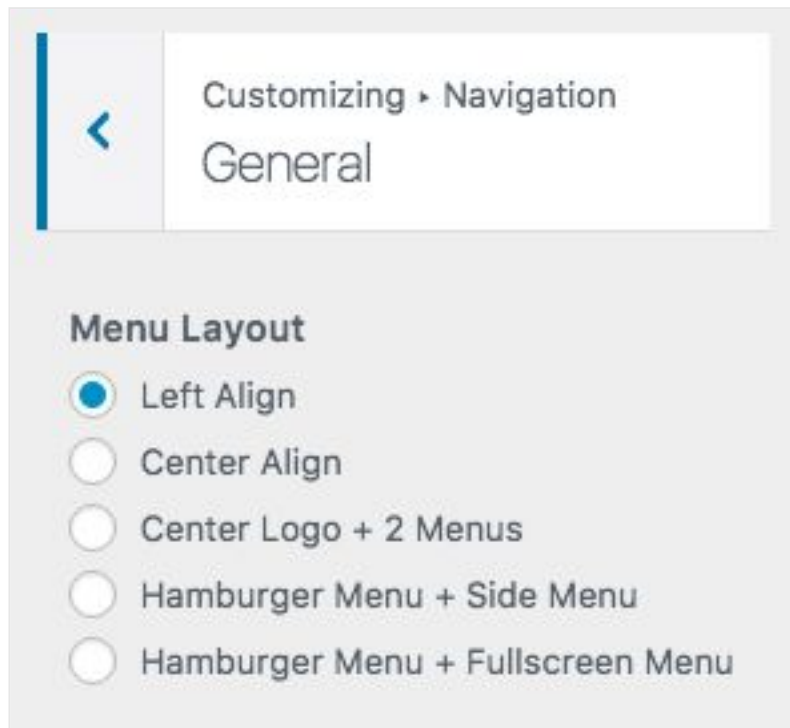 Customizing ▸ Navigation
General
Menu Layout
Left Align
Center Align
Center Logo + 2 Menus
Hamburger Menu + Side Menu
Hamburger Menu + Fullscreen Menu